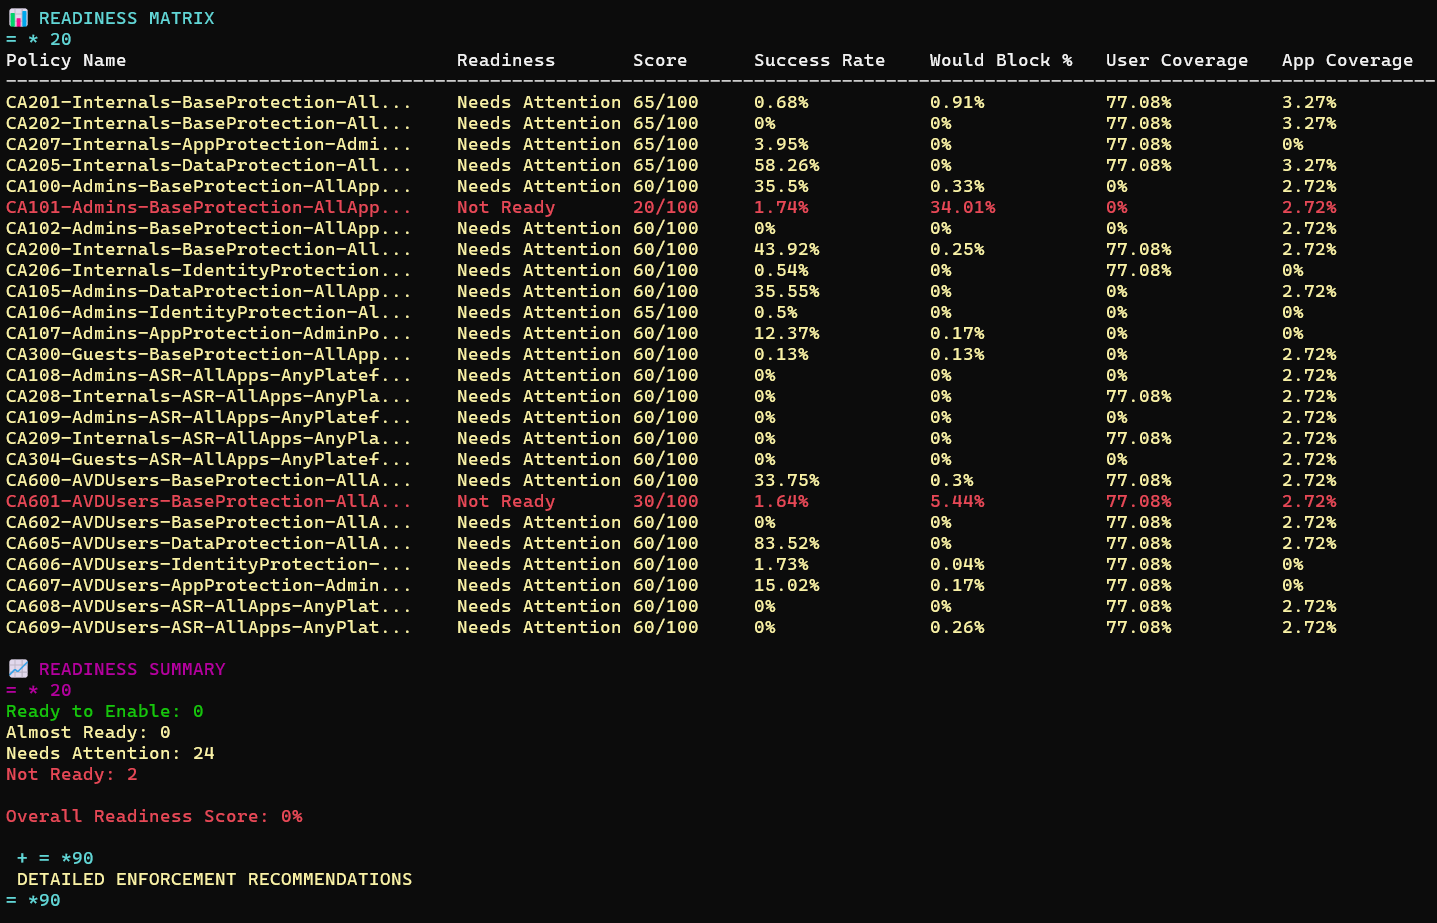 📊 READINESS MATRIX
= * 20
Policy Name Readiness Score Success Rate Would Block % User Coverage App Coverage
CA201-Internals-BaseProtection-All... Needs Attention 65/100 0.68% 0.91% 77.08% 3.27%
CA202-Internals-BaseProtection-All... Needs Attention 65/100 0% 0% 77.08% 3.27%
CA207-Internals-AppProtection-Admi... Needs Attention 65/100 3.95% 0% 77.08% 0%
CA205-Internals-DataProtection-All... Needs Attention 65/100 58.26% 0% 77.08% 3.27%
CA100-Admins-BaseProtection-AllApp... Needs Attention 60/100 35.5% 0.33% 0% 2.72%
CA101-Admins-BaseProtection-AllApp... Not Ready 20/100 1.74% 34.01% 0% 2.72%
CA102-Admins-BaseProtection-AllApp... Needs Attention 60/100 0% 0% 0% 2.72%
CA200-Internals-BaseProtection-All... Needs Attention 60/100 43.92% 0.25% 77.08% 2.72%
CA206-Internals-IdentityProtection... Needs Attention 60/100 0.54% 0% 77.08% 0%
CA105-Admins-DataProtection-AllApp... Needs Attention 60/100 35.55% 0% 0% 2.72%
CA106-Admins-IdentityProtection-Al... Needs Attention 65/100 0.5% 0% 0% 0%
CA107-Admins-AppProtection-AdminPo... Needs Attention 60/100 12.37% 0.17% 0% 0%
CA300-Guests-BaseProtection-AllApp... Needs Attention 60/100 0.13% 0.13% 0% 2.72%
CA108-Admins-ASR-AllApps-AnyPlatef... Needs Attention 60/100 0% 0% 0% 2.72%
CA208-Internals-ASR-AllApps-AnyPla... Needs Attention 60/100 0% 0% 77.08% 2.72%
CA109-Admins-ASR-AllApps-AnyPlatef... Needs Attention 60/100 0% 0% 0% 2.72%
CA209-Internals-ASR-AllApps-AnyPla... Needs Attention 60/100 0% 0% 77.08% 2.72%
CA304-Guests-ASR-AllApps-AnyPlatef... Needs Attention 60/100 0% 0% 0% 2.72%
CA600-AVDUsers-BaseProtection-AllA... Needs Attention 60/100 33.75% 0.3% 77.08% 2.72%
CA601-AVDUsers-BaseProtection-AllA... Not Ready 30/100 1.64% 5.44% 77.08% 2.72%
CA602-AVDUsers-BaseProtection-AllA... Needs Attention 60/100 0% 0% 77.08% 2.72%
CA605-AVDUsers-DataProtection-AllA... Needs Attention 60/100 83.52% 0% 77.08% 2.72%
CA606-AVDUsers-IdentityProtection-... Needs Attention 60/100 1.73% 0.04% 77.08% 0%
CA607-AVDUsers-AppProtection-Admin... Needs Attention 60/100 15.02% 0.17% 77.08% 0%
CA608-AVDUsers-ASR-AllApps-AnyPlat... Needs Attention 60/100 0% 0% 77.08% 2.72%
CA609-AVDUsers-ASR-AllApps-AnyPlat... Needs Attention 60/100 0% 0.26% 77.08% 2.72%
📈 READINESS SUMMARY
= * 20
Ready to Enable: 0
Almost Ready: 0
Needs Attention: 24
Not Ready: 2
Overall Readiness Score: 0%
+ = *90
DETAILED ENFORCEMENT RECOMMENDATIONS
= *90